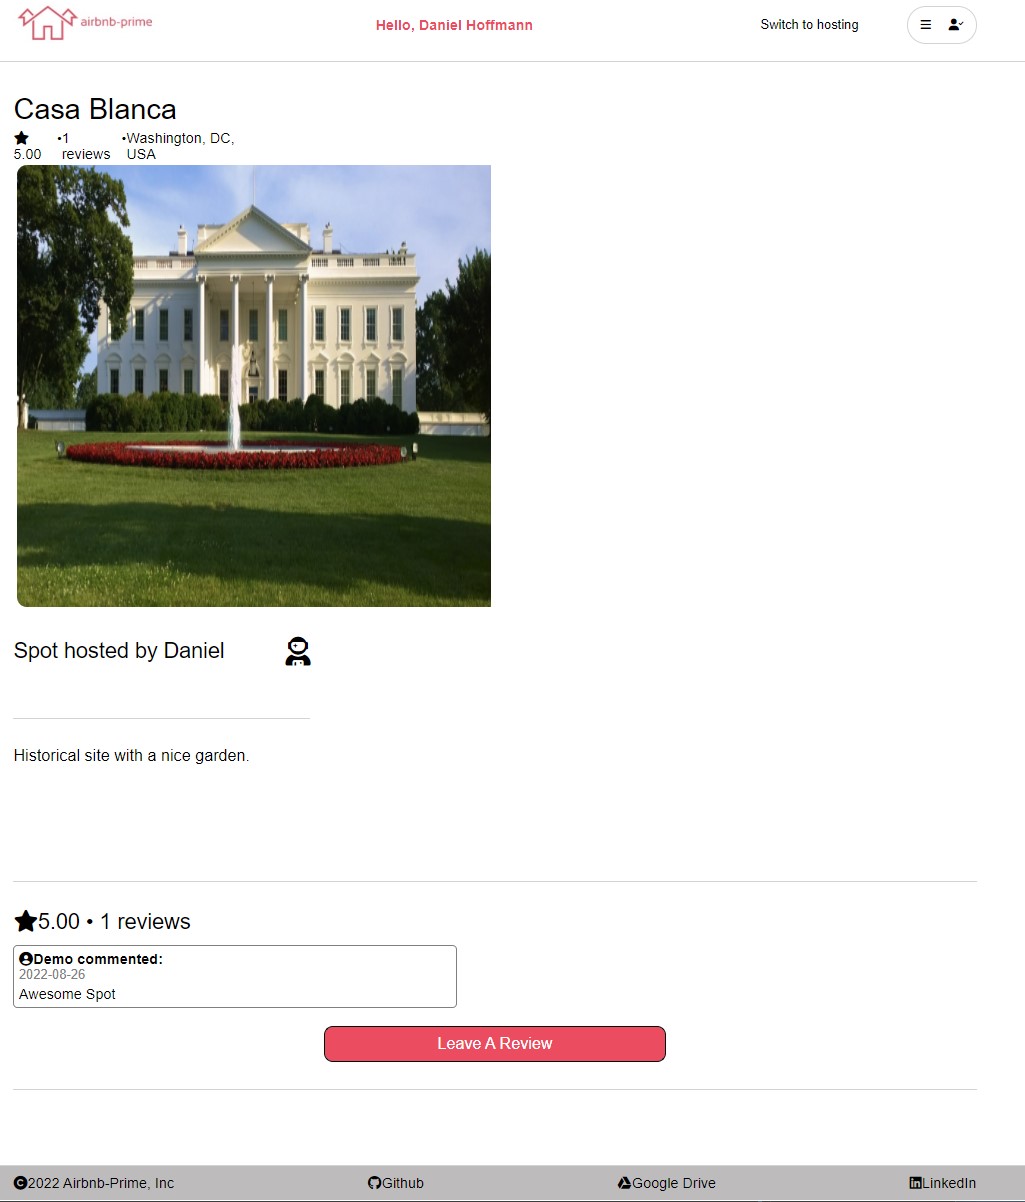 airbnb-prime
Hello, Daniel Hoffmann
Switch to hosting
Casa Blanca
5.00
•1 reviews
•Washington, DC, USA
Spot hosted by Daniel
Historical site with a nice garden.
5.00 • 1 reviews
Demo commented:
2022-08-26
Awesome Spot
Leave A Review
2022 Airbnb-Prime, Inc
Github
Google Drive
LinkedIn